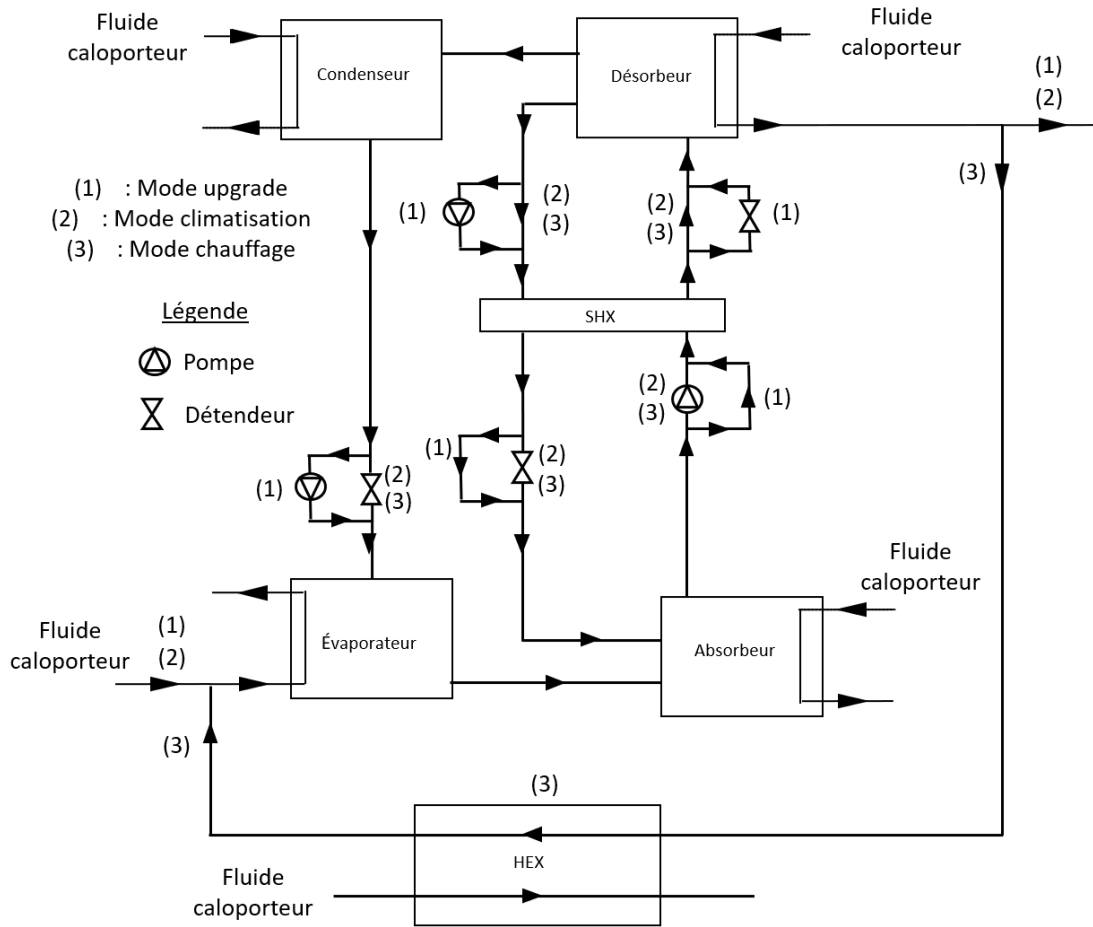 Fluide
caloporteur
Condenseur
Désorbeur
Fluide
caloporteur
(1)
(2)
(3)
(1) : Mode upgrade
(2) : Mode climatisation
(3) : Mode chauffage
(1)
(2)
(3)
(2)
(3)
(1)
Légende
Pompe
Détendeur
SHX
(2)
(3)
(1)
(1)
(2)
(3)
(1)
(2)
(3)
Fluide
caloporteur
Évaporateur
Absorbeur
Fluide
caloporteur
(1)
(2)
(3)
(3)
HEX
Fluide
caloporteur